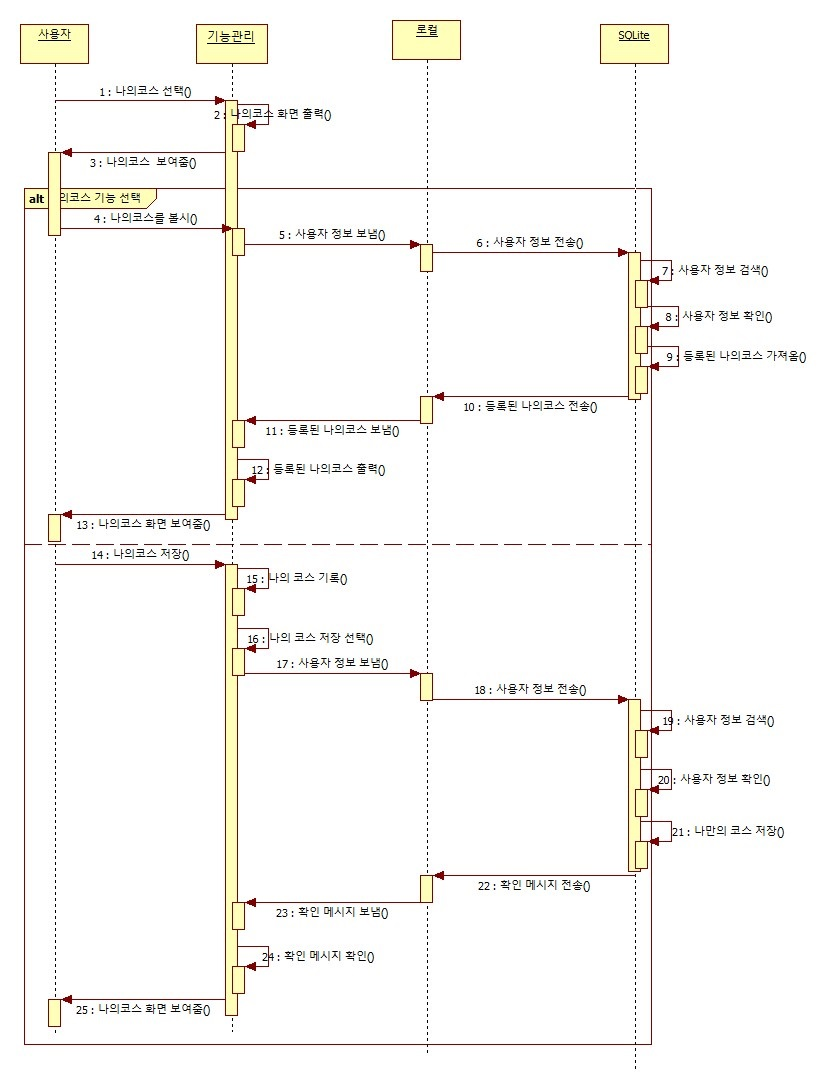 사용자
기능관리
로컬
SQLite
1 : 나의코스 선택()
2 : 나의코스 화면 출력()
3 : 나의코스 보여줌()
alt
의코스 기능 선택
4 : 나의코스를 볼시()
5 : 사용자 정보 보냄()
6 : 사용자 정보 전송()
7 : 사용자 정보 검색()
8 : 사용자 정보 확인()
9 : 등록된 나의코스 가져옴()
10 : 등록된 나의코스 전송()
11 : 등록된 나의코스 보냄()
12 : 등록된 나의코스 출력()
13 : 나의코스 화면 보여줌()
14 : 나의코스 저장()
15 : 나의 코스 기록()
16 : 나의 코스 저장 선택()
17 : 사용자 정보 보냄()
18 : 사용자 정보 전송()
19 : 사용자 정보 검색()
20 : 사용자 정보 확인()
21 : 나만의 코스 저장()
22 : 확인 메시지 전송()
23 : 확인 메시지 보냄()
24 : 확인 메시지 확인()
25 : 나의코스 화면 보여줌()